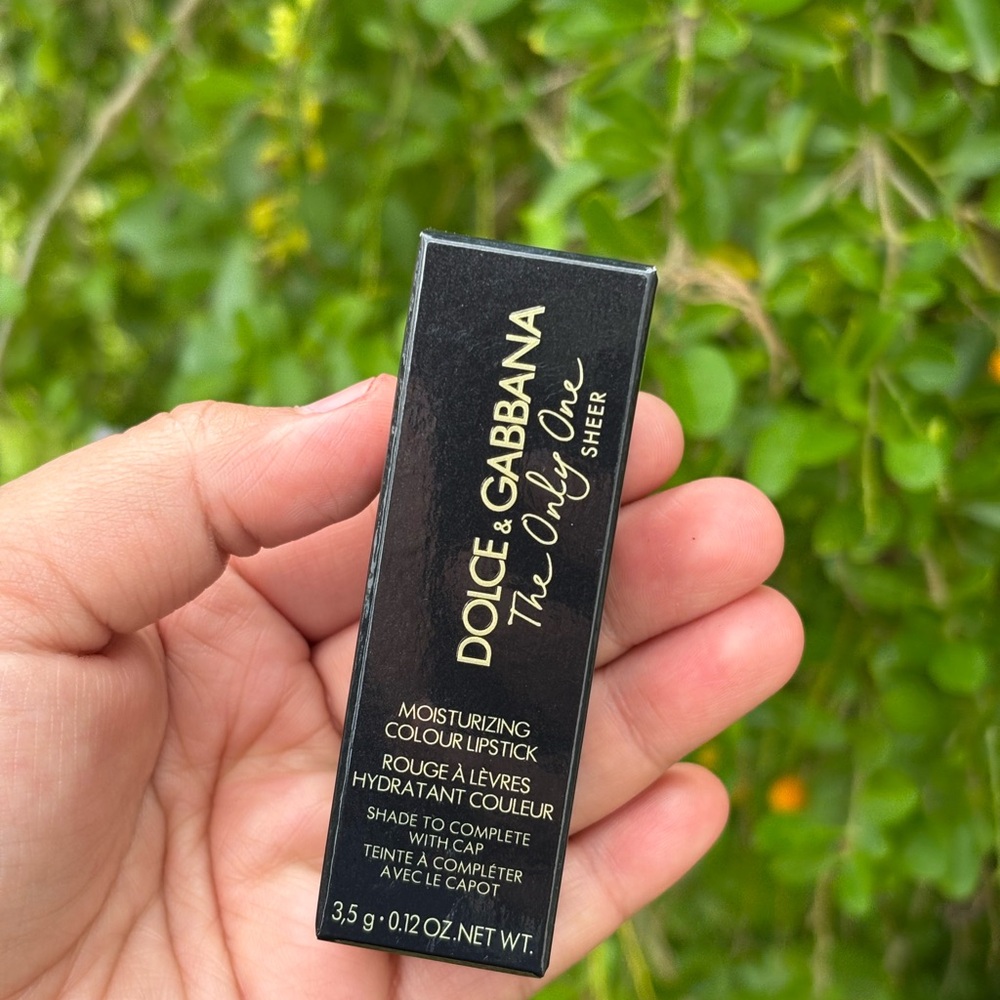 DOLCE & GABBANA
The Only One
SHEER
MOISTURIZING
COLOUR LIPSTICK
ROUGE À LÈVRES
HYDRATANT COULEUR
SHADE TO COMPLETE
WITH CAP
TEINTE À COMPLÉTER
AVEC LE CAPOT
3,5 g · 0.12 OZ.NET WT.